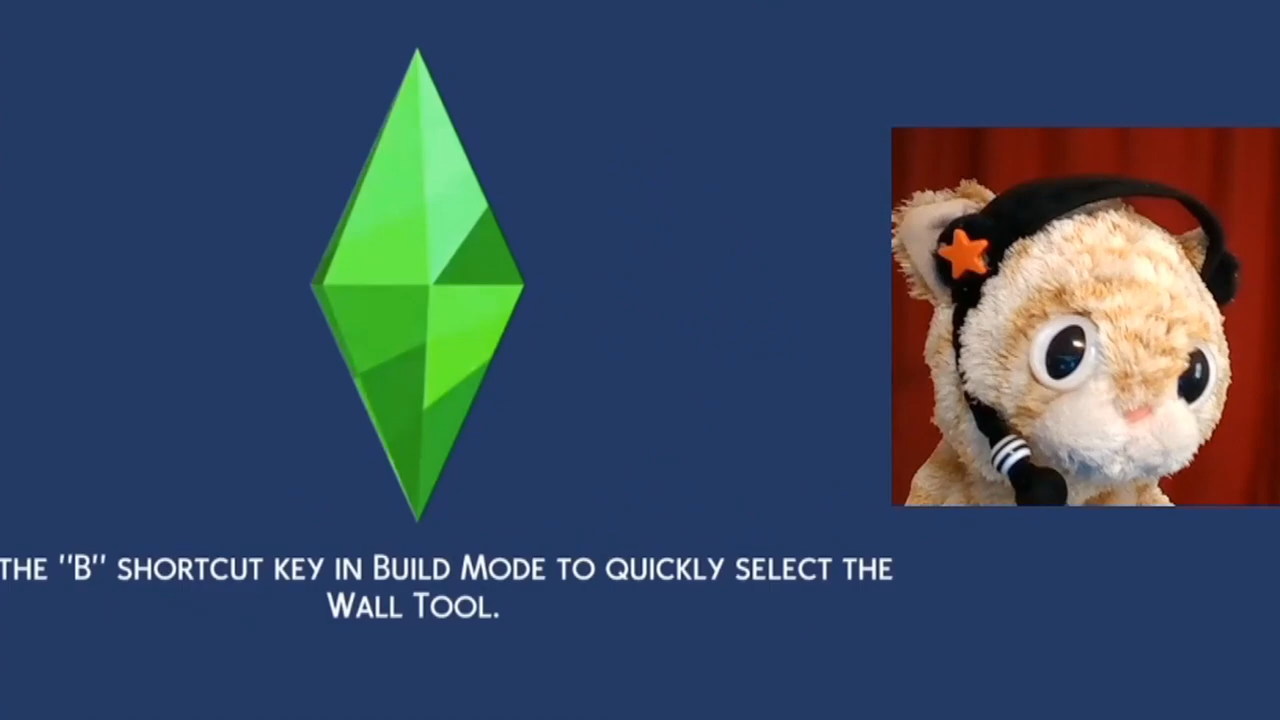 THE "B" SHORTCUT KEY IN BUILD MODE TO QUICKLY SELECT THE
WALL TOOL.